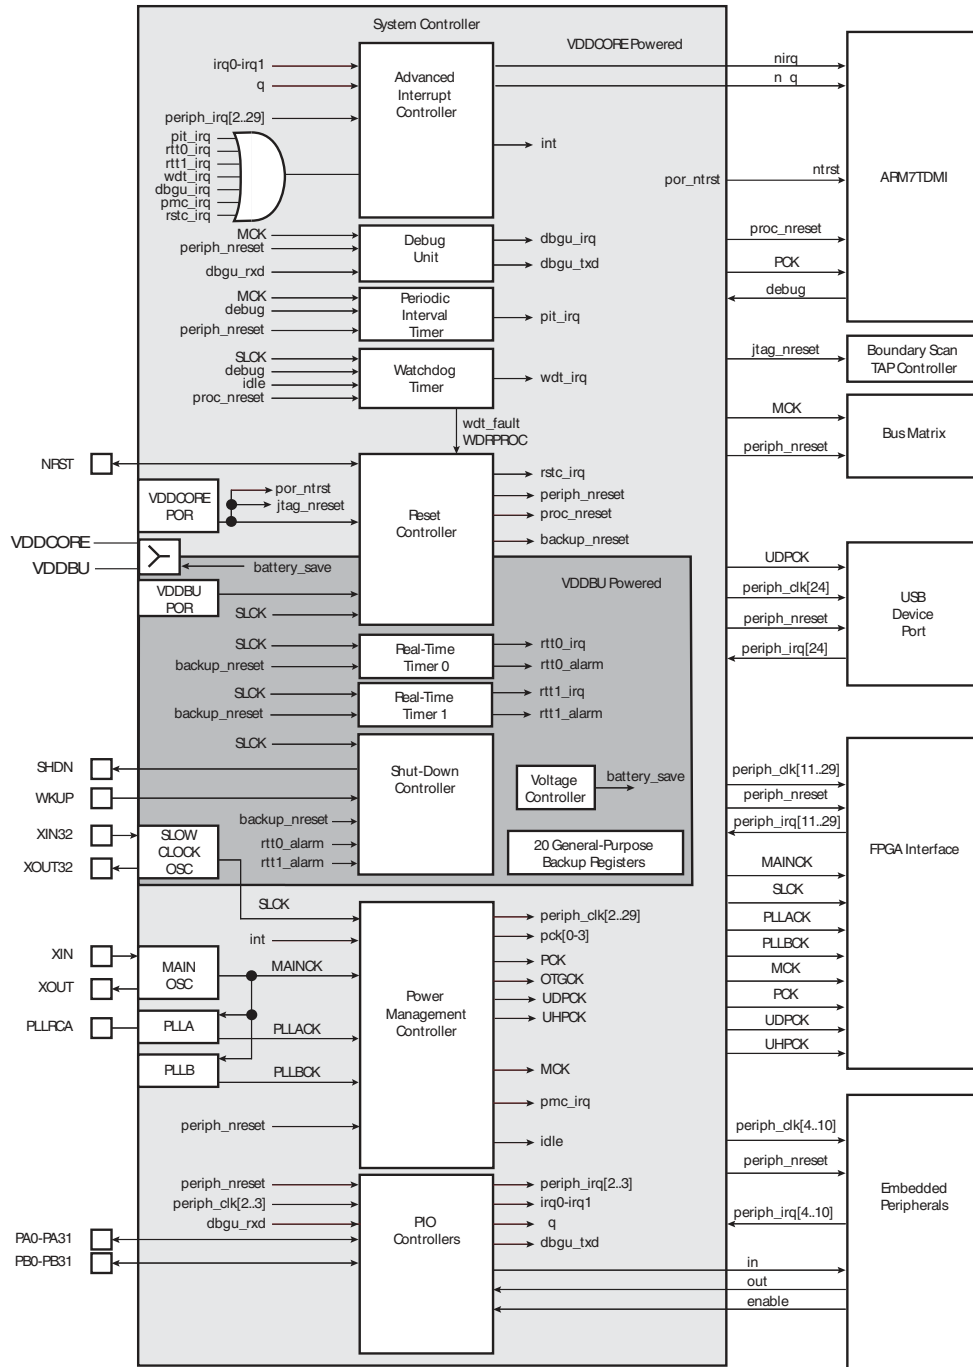 System Controller
VDDCORE Powered
irq0-irq1
q
periph_irq[2..29]
pit_irq
rtt0_irq
rtt1_irq
wdt_irq
dbgu_irq
pmc_irq
rstc_irq
Advanced
Interrupt
Controller
int
nirq
n q
por_ntrst
ntrst
ARM7TDMI
proc_nreset
PCK
debug
MCK
periph_nreset
dbgu_rxd
Debug
Unit
dbgu_irq
dbgu_txd
MCK
debug
periph_nreset
Periodic
Interval
Timer
pit_irq
SLCK
debug
idle
proc_nreset
Watchdog
Timer
wdt_irq
wdt_fault
WDRPROC
jtag_nreset
Boundary Scan
TAP Controller
MCK
periph_nreset
Bus Matrix
NRST
VDDCORE
POR
por_ntrst
jtag_nreset
Reset
Controller
rstc_irq
periph_nreset
proc_nreset
backup_nreset
VDDCORE
VDDBU
battery_save
VDDBU Powered
VDDBU
POR
SLCK
UDPCK
periph_clk[24]
periph_nreset
periph_irq[24]
USB
Device
Port
SLCK
backup_nreset
Real-Time
Timer 0
rtt0_irq
rtt0_alarm
SLCK
backup_nreset
Real-Time
Timer 1
rtt1_irq
rtt1_alarm
SLCK
SHDN
WKUP
backup_nreset
rtt0_alarm
rtt1_alarm
Shut-Down
Controller
Voltage
Controller
battery_save
20 General-Purpose
Backup Registers
XIN32
XOUT32
SLOW
CLOCK
OSC
periph_clk[11..29]
periph_nreset
periph_irq[11..29]
MAINCK
SLCK
PLLACK
PLLBCK
MCK
PCK
UDPCK
UHPCK
FPGA Interface
SLCK
int
XIN
XOUT
MAIN
OSC
MAINCK
PLLRCA
PLLA
PLLACK
PLLB
PLLBCK
periph_nreset
Power
Management
Controller
periph_clk[2..29]
pck[0-3]
PCK
OTGCK
UDPCK
UHPCK
MCK
pmc_irq
idle
periph_nreset
periph_clk[2..3]
dbgu_rxd
PA0-PA31
PB0-PB31
PIO
Controllers
periph_irq[2..3]
irq0-irq1
q
dbgu_txd
periph_clk[4..10]
periph_nreset
periph_irq[4..10]
in
out
enable
Embedded
Peripherals